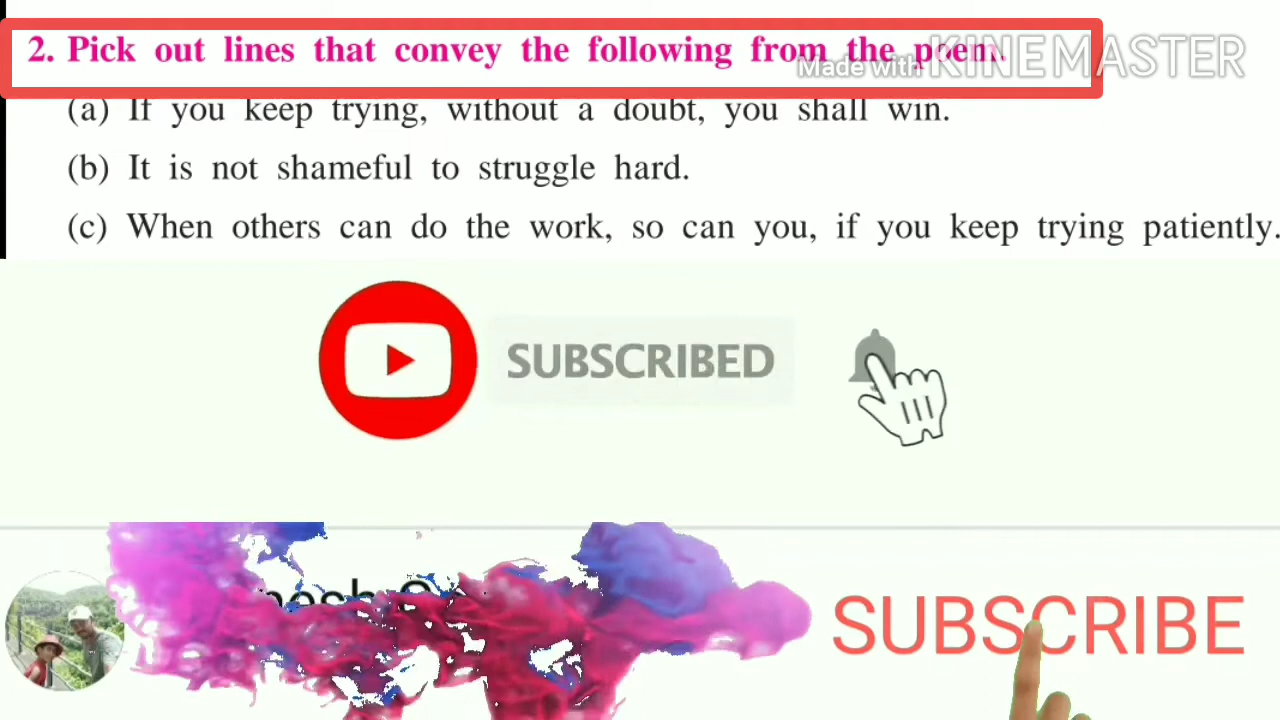 2. Pick out lines that convey the following from the poem.
Made with KINEMASTER
(a) If you keep trying, without a doubt, you shall win.
(b) It is not shameful to struggle hard.
(c) When others can do the work, so can you, if you keep trying patiently.
SUBSCRIBED
SUBSCRIBE